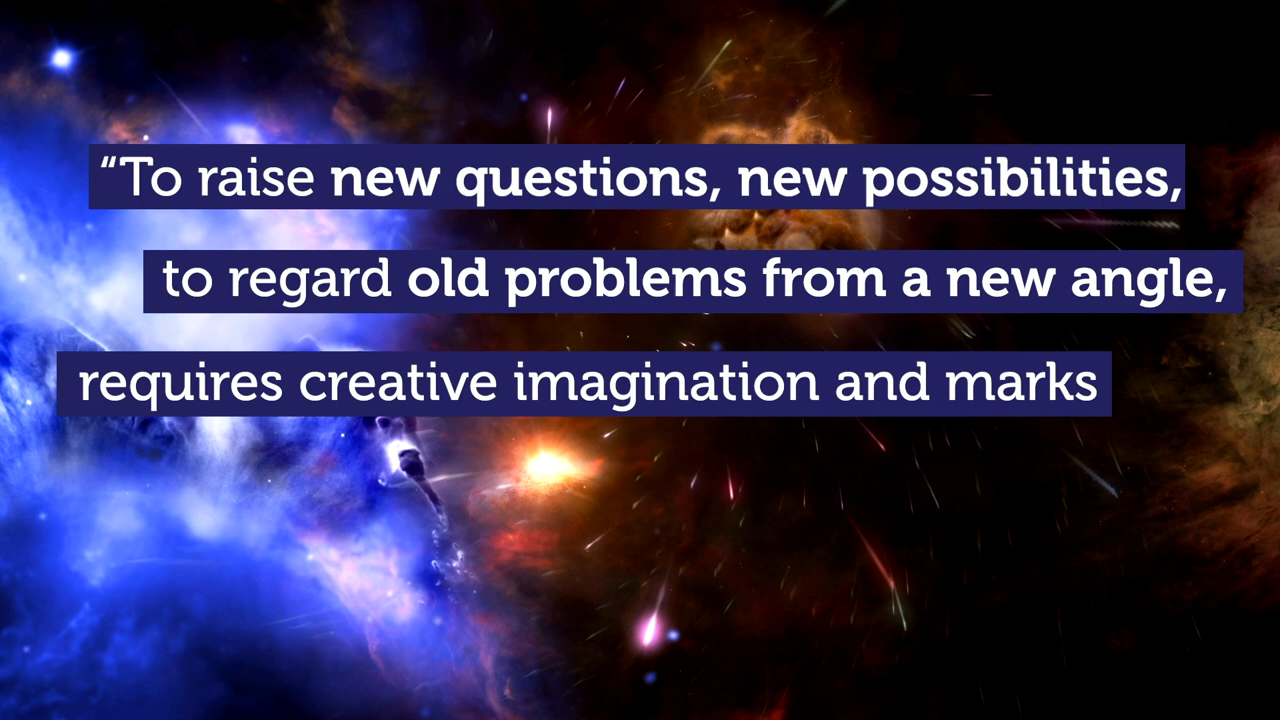 “To raise new questions, new possibilities,
to regard old problems from a new angle,
requires creative imagination and marks